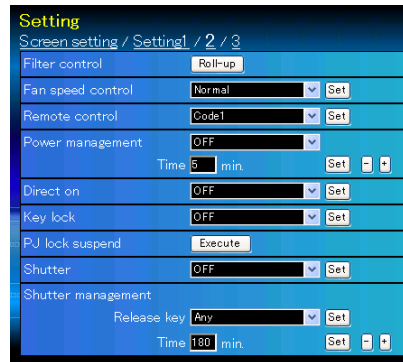 Setting
Screen setting / Setting1 / 2 / 3
Filter control Roll-up
Fan speed control Normal Set
Remote control Code1 Set
Power management OFF
Time 5 min. Set - +
Direct on OFF Set
Key lock OFF Set
PJ lock suspend Execute
Shutter OFF Set
Shutter management
Release key Any Set
Time 180 min. Set - +